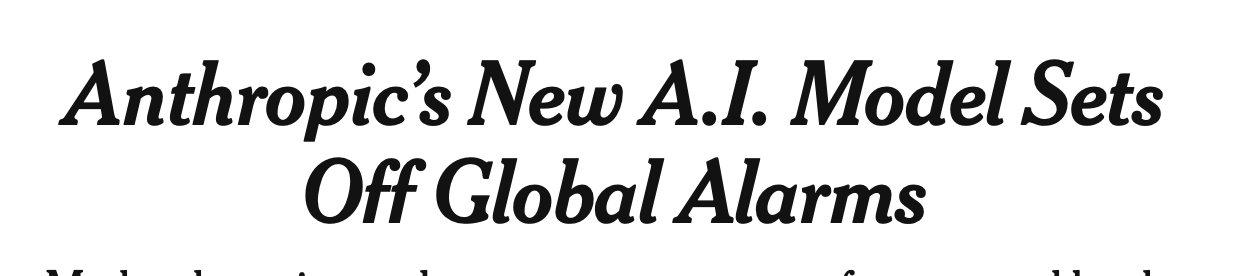 Anthropic’s New A.I. Model Sets
Off Global Alarms